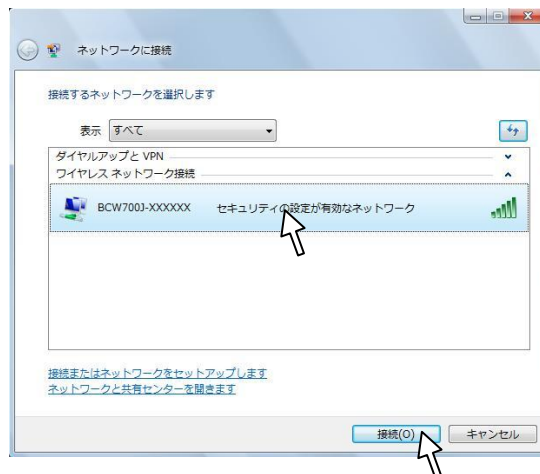 ネットワークに接続
接続するネットワークを選択します
表示 すべて
ダイヤルアップと VPN
ワイヤレス ネットワーク接続
BCW700J-XXXXXX セキュリティの設定が有効なネットワーク
接続またはネットワークをセットアップします
ネットワークと共有センターを開きます
接続(O) キャンセル